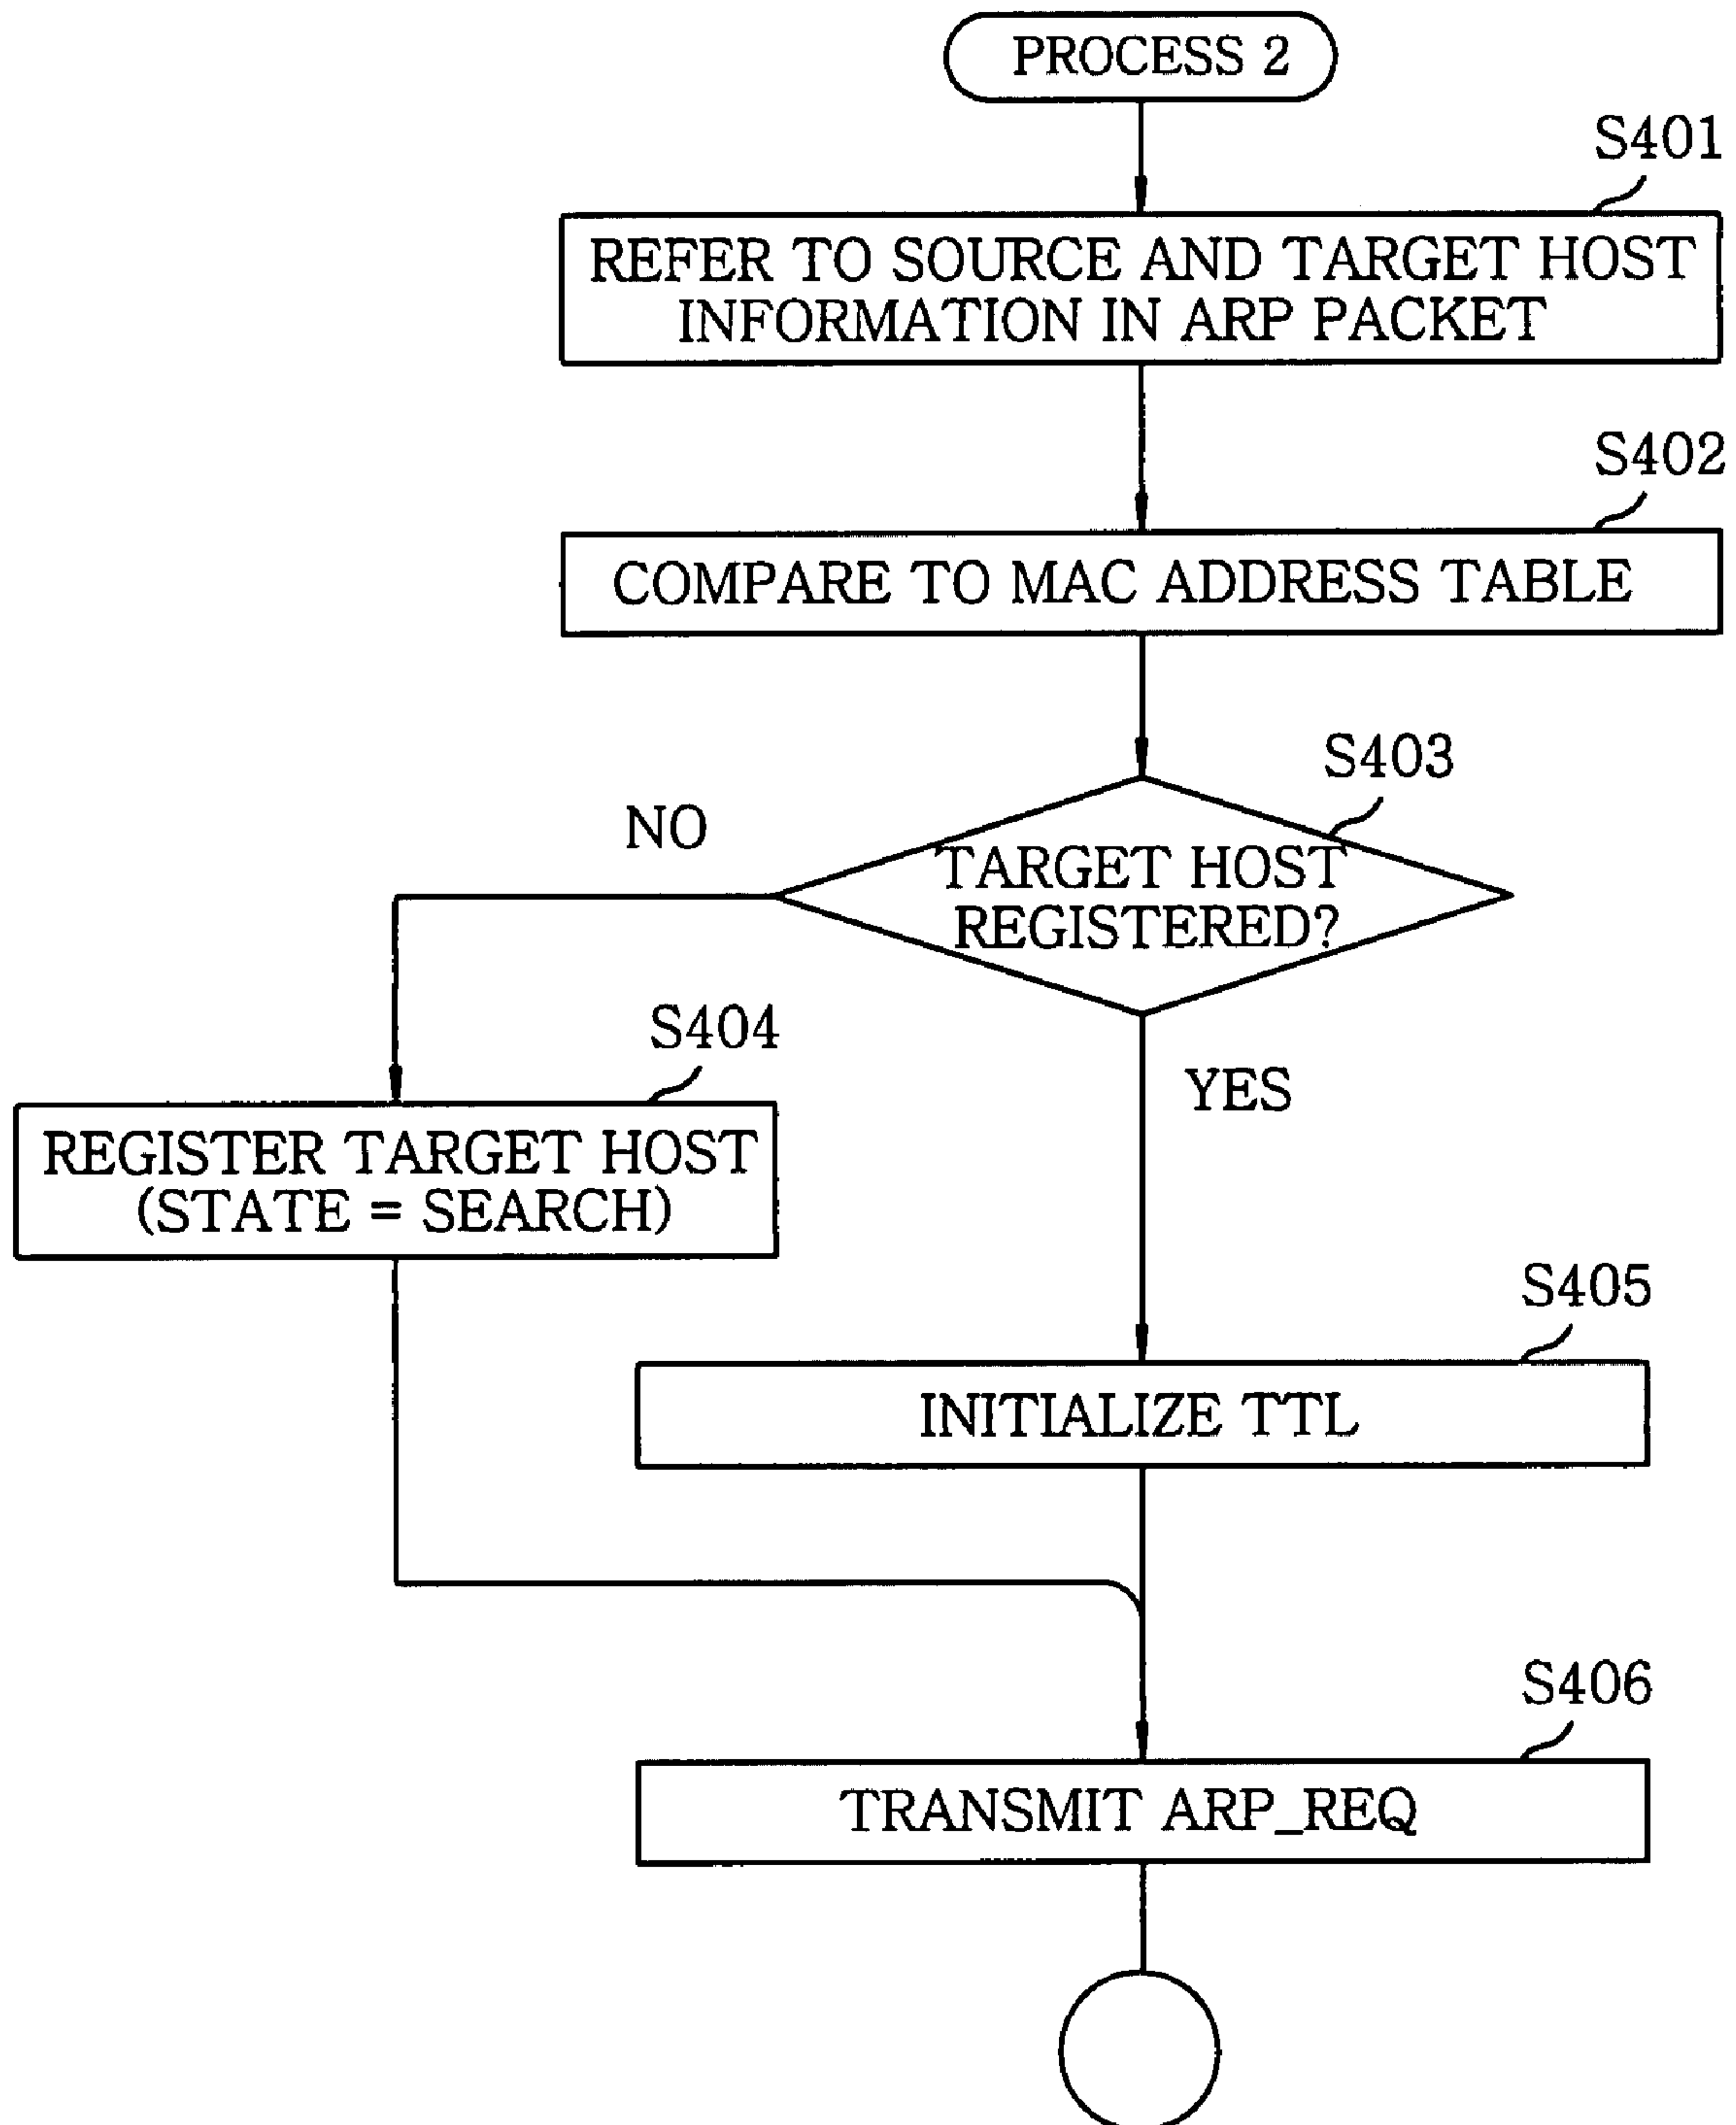 PROCESS 2
S401
REFER TO SOURCE AND TARGET HOST
INFORMATION IN ARP PACKET
S402
COMPARE TO MAC ADDRESS TABLE
S403
NO
TARGET HOST
REGISTERED?
S404
YES
REGISTER TARGET HOST
(STATE = SEARCH)
S405
INITIALIZE TTL
S406
TRANSMIT ARP_REQ